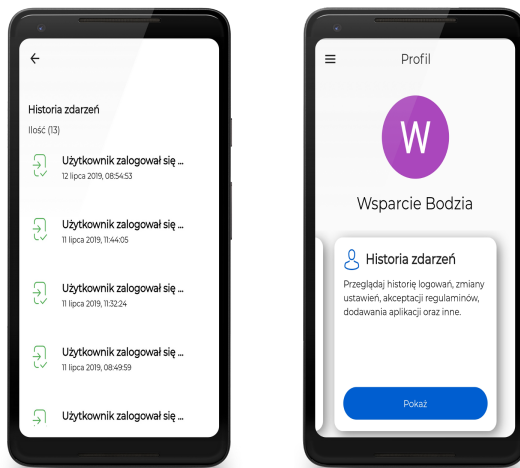 Historia zdarzeń
Ilość (13)
Użytkownik zalogował się ...
12 lipca 2019, 08:54:53
Użytkownik zalogował się ...
11 lipca 2019, 11:44:05
Użytkownik zalogował się ...
11 lipca 2019, 11:32:24
Użytkownik zalogował się ...
11 lipca 2019, 08:49:59
Użytkownik zalogował się ...
Profil
W
Wsparcie Bodzia
Historia zdarzeń
Przeglądaj historię logowań, zmiany
ustawień, akceptacji regulaminów,
dodawania aplikacji oraz inne.
Pokaż